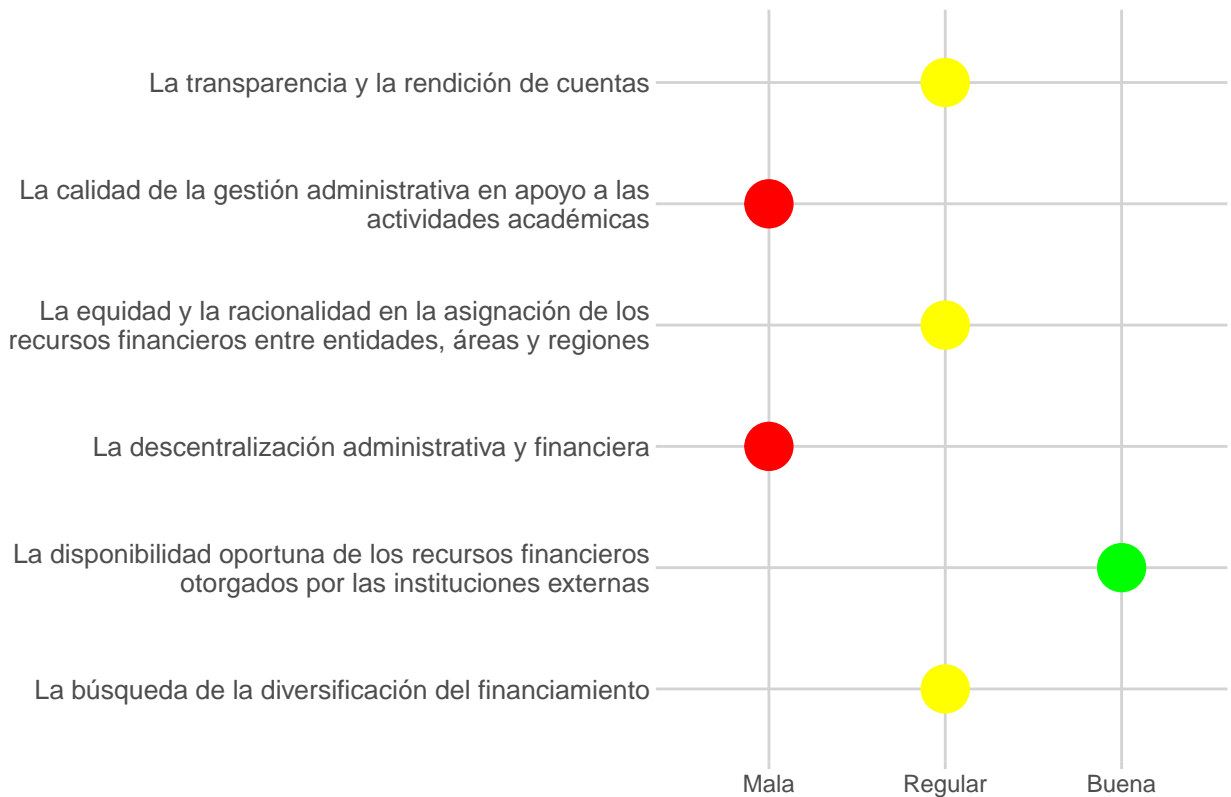 La transparencia y la rendición de cuentas
La calidad de la gestión administrativa en apoyo a las
actividades académicas
La equidad y la racionalidad en la asignación de los
recursos financieros entre entidades, áreas y regiones
La descentralización administrativa y financiera
La disponibilidad oportuna de los recursos financieros
otorgados por las instituciones externas
La búsqueda de la diversificación del financiamiento
Mala Regular Buena